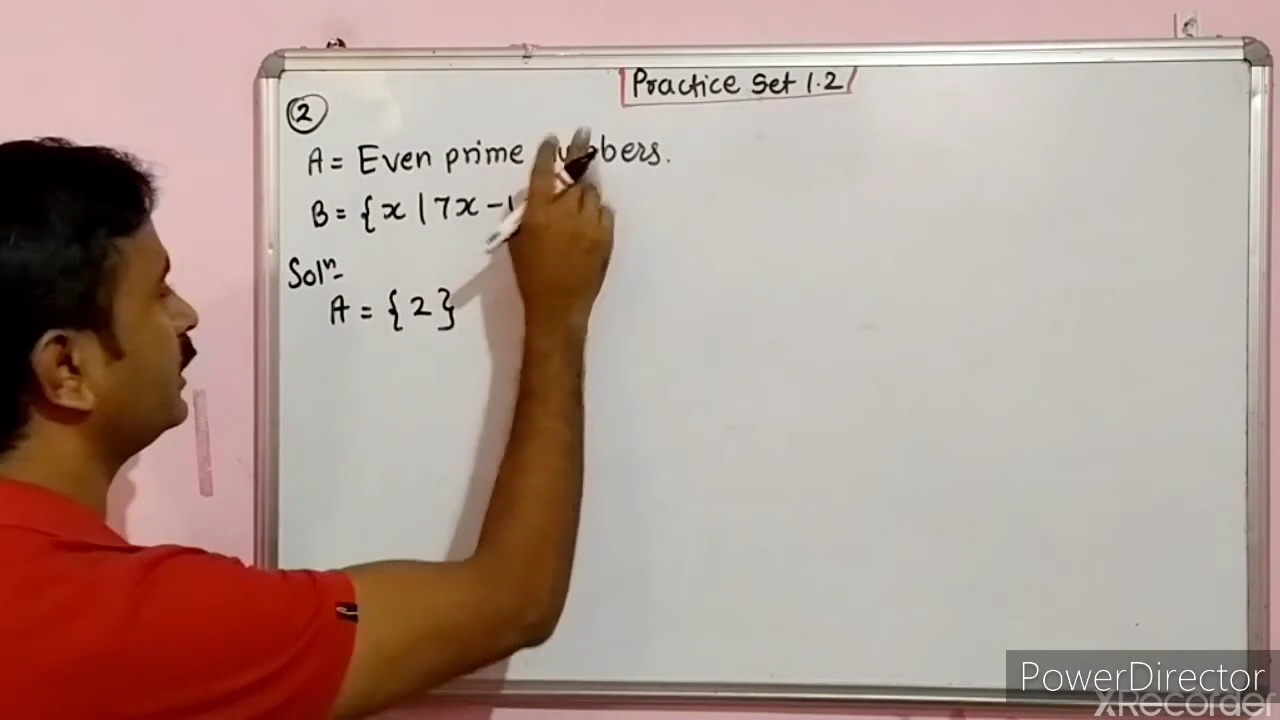 Practice Set 1.2
2
A = Even prime numbers.
B = {x | 7x - 1
Solⁿ-
A = {2}
PowerDirector
XRecorder